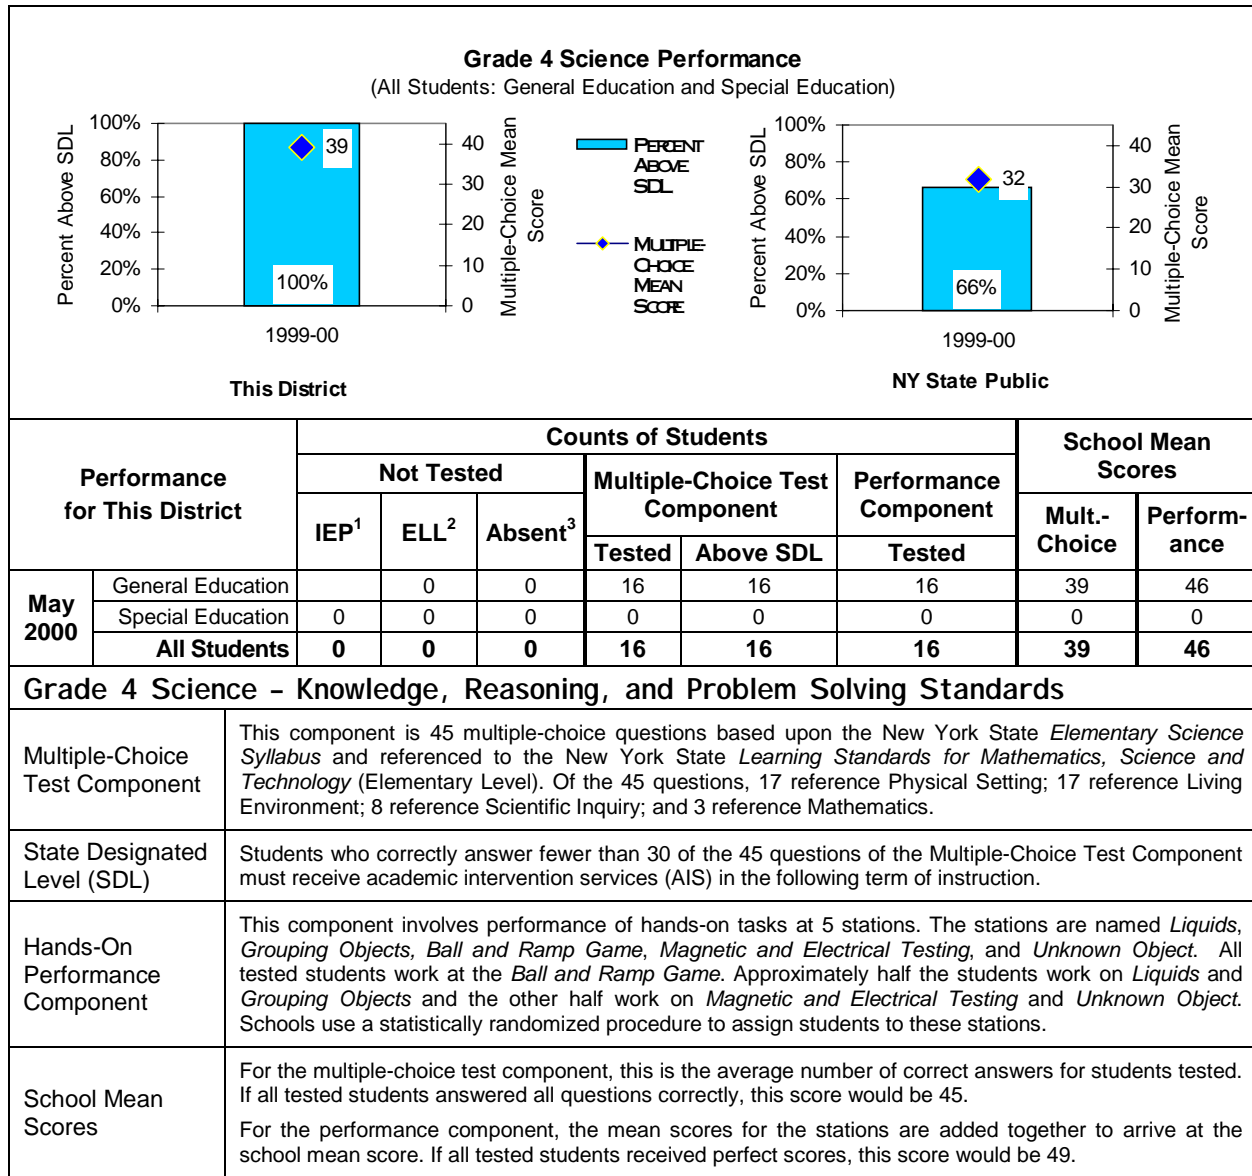 Grade 4 Science Performance
(All Students: General Education and Special Education)
Percent Above SDL
100%
80%
60%
40%
20%
0%
39
100%
40
30
20
10
0
Multiple-Choice Mean
Score
1999-00
This District
PERCENT
ABOVE
SDL
MULTIPLE-
CHOICE
MEAN
SCORE
Percent Above SDL
100%
80%
60%
40%
20%
0%
32
66%
40
30
20
10
0
Multiple-Choice Mean
Score
1999-00
NY State Public
Performance
for This District
Counts of Students
School Mean
Scores
Not Tested
Multiple-Choice Test
Component
Performance
Component
IEP1 ELL2 Absent3
Tested Above SDL Tested
Mult.-
Choice
Perform-
ance
May
2000
General Education 0 0 16 16 16 39 46
Special Education 0 0 0 0 0 0 0 0
All Students 0 0 0 16 16 16 39 46
Grade 4 Science – Knowledge, Reasoning, and Problem Solving Standards
Multiple-Choice
Test Component
This component is 45 multiple-choice questions based upon the New York State Elementary Science
Syllabus and referenced to the New York State Learning Standards for Mathematics, Science and
Technology (Elementary Level). Of the 45 questions, 17 reference Physical Setting; 17 reference Living
Environment; 8 reference Scientific Inquiry; and 3 reference Mathematics.
State Designated
Level (SDL)
Students who correctly answer fewer than 30 of the 45 questions of the Multiple-Choice Test Component
must receive academic intervention services (AIS) in the following term of instruction.
Hands-On
Performance
Component
This component involves performance of hands-on tasks at 5 stations. The stations are named Liquids,
Grouping Objects, Ball and Ramp Game, Magnetic and Electrical Testing, and Unknown Object. All
tested students work at the Ball and Ramp Game. Approximately half the students work on Liquids and
Grouping Objects and the other half work on Magnetic and Electrical Testing and Unknown Object.
Schools use a statistically randomized procedure to assign students to these stations.
School Mean
Scores
For the multiple-choice test component, this is the average number of correct answers for students tested.
If all tested students answered all questions correctly, this score would be 45.
For the performance component, the mean scores for the stations are added together to arrive at the
school mean score. If all tested students received perfect scores, this score would be 49.